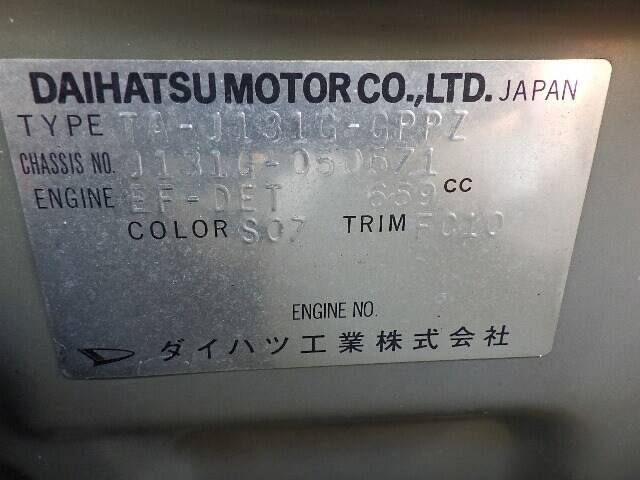 DAIHATSU MOTOR CO.,LTD. JAPAN
TYPE TA-J131G-GPPZ
CHASSIS NO. J131G-050571
ENGINE EF-DET 659 CC
COLOR S07 TRIM FC10
ENGINE NO.
ダイハツ工業株式会社